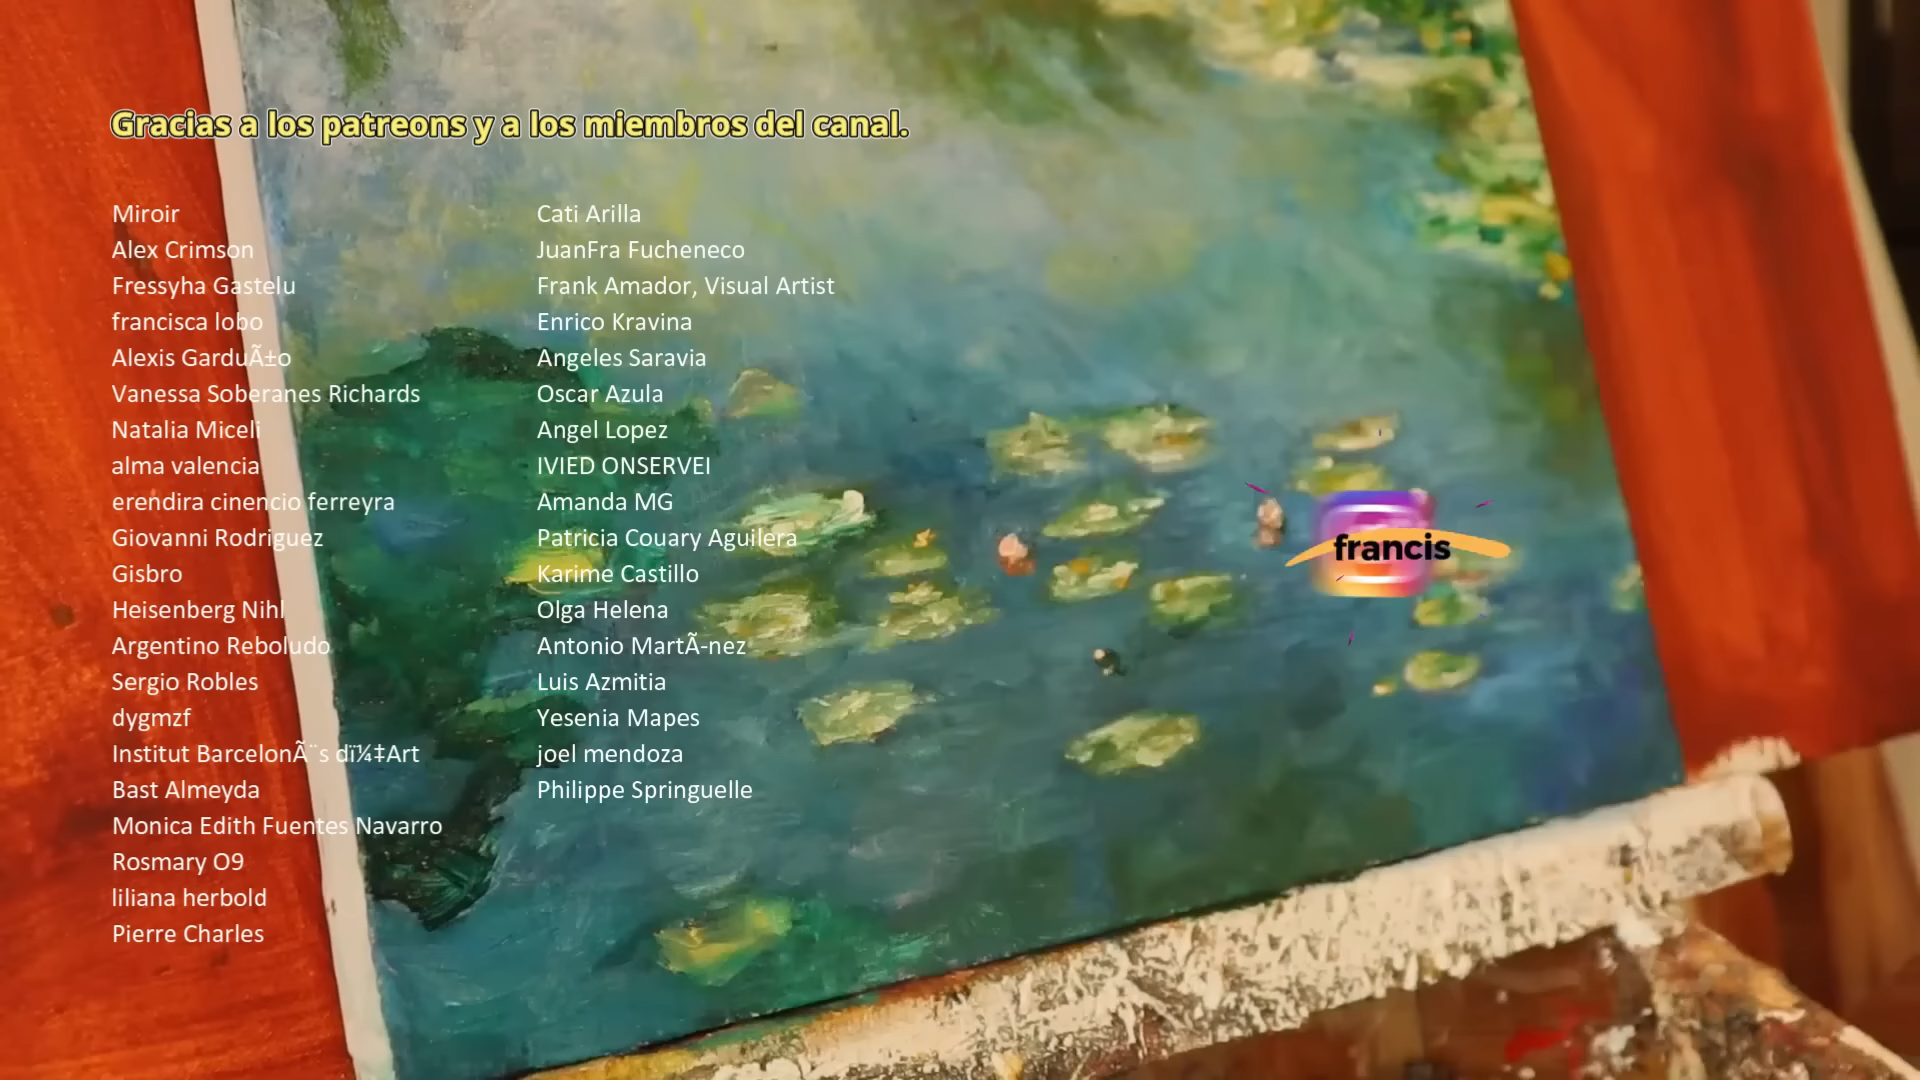 Gracias a los patreons y a los miembros del canal.
Miroir
Alex Crimson
Fressyha Gastelu
francisca lobo
Alexis GarduÃ±o
Vanessa Soberanes Richards
Natalia Miceli
alma valencia
erendira cinencio ferreyra
Giovanni Rodriguez
Gisbro
Heisenberg Nihl
Argentino Reboludo
Sergio Robles
dygmzf
Institut BarcelonÃ¨s dï¼‡Art
Bast Almeyda
Monica Edith Fuentes Navarro
Rosmary O9
liliana herbold
Pierre Charles
Cati Arilla
JuanFra Fucheneco
Frank Amador, Visual Artist
Enrico Kravina
Angeles Saravia
Oscar Azula
Angel Lopez
IVIED ONSERVEI
Amanda MG
Patricia Couary Aguilera
Karime Castillo
Olga Helena
Antonio MartÃ-nez
Luis Azmitia
Yesenia Mapes
joel mendoza
Philippe Springuelle
francis